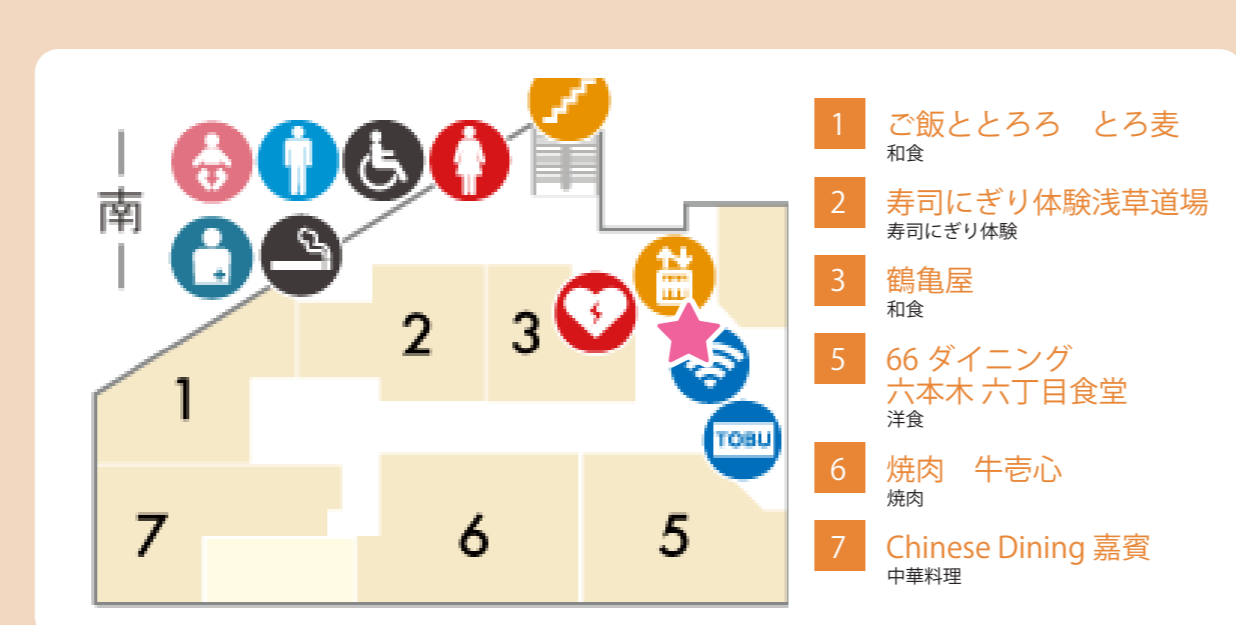 南
2
3
1
TOBU
7
6
5
1 ご飯ととろろ　とろ麦
和食
2 寿司にぎり体験浅草道場
寿司にぎり体験
3 鶴亀屋
和食
5 66 ダイニング
六本木 六丁目食堂
洋食
6 焼肉　牛壱心
焼肉
7 Chinese Dining 嘉賓
中華料理